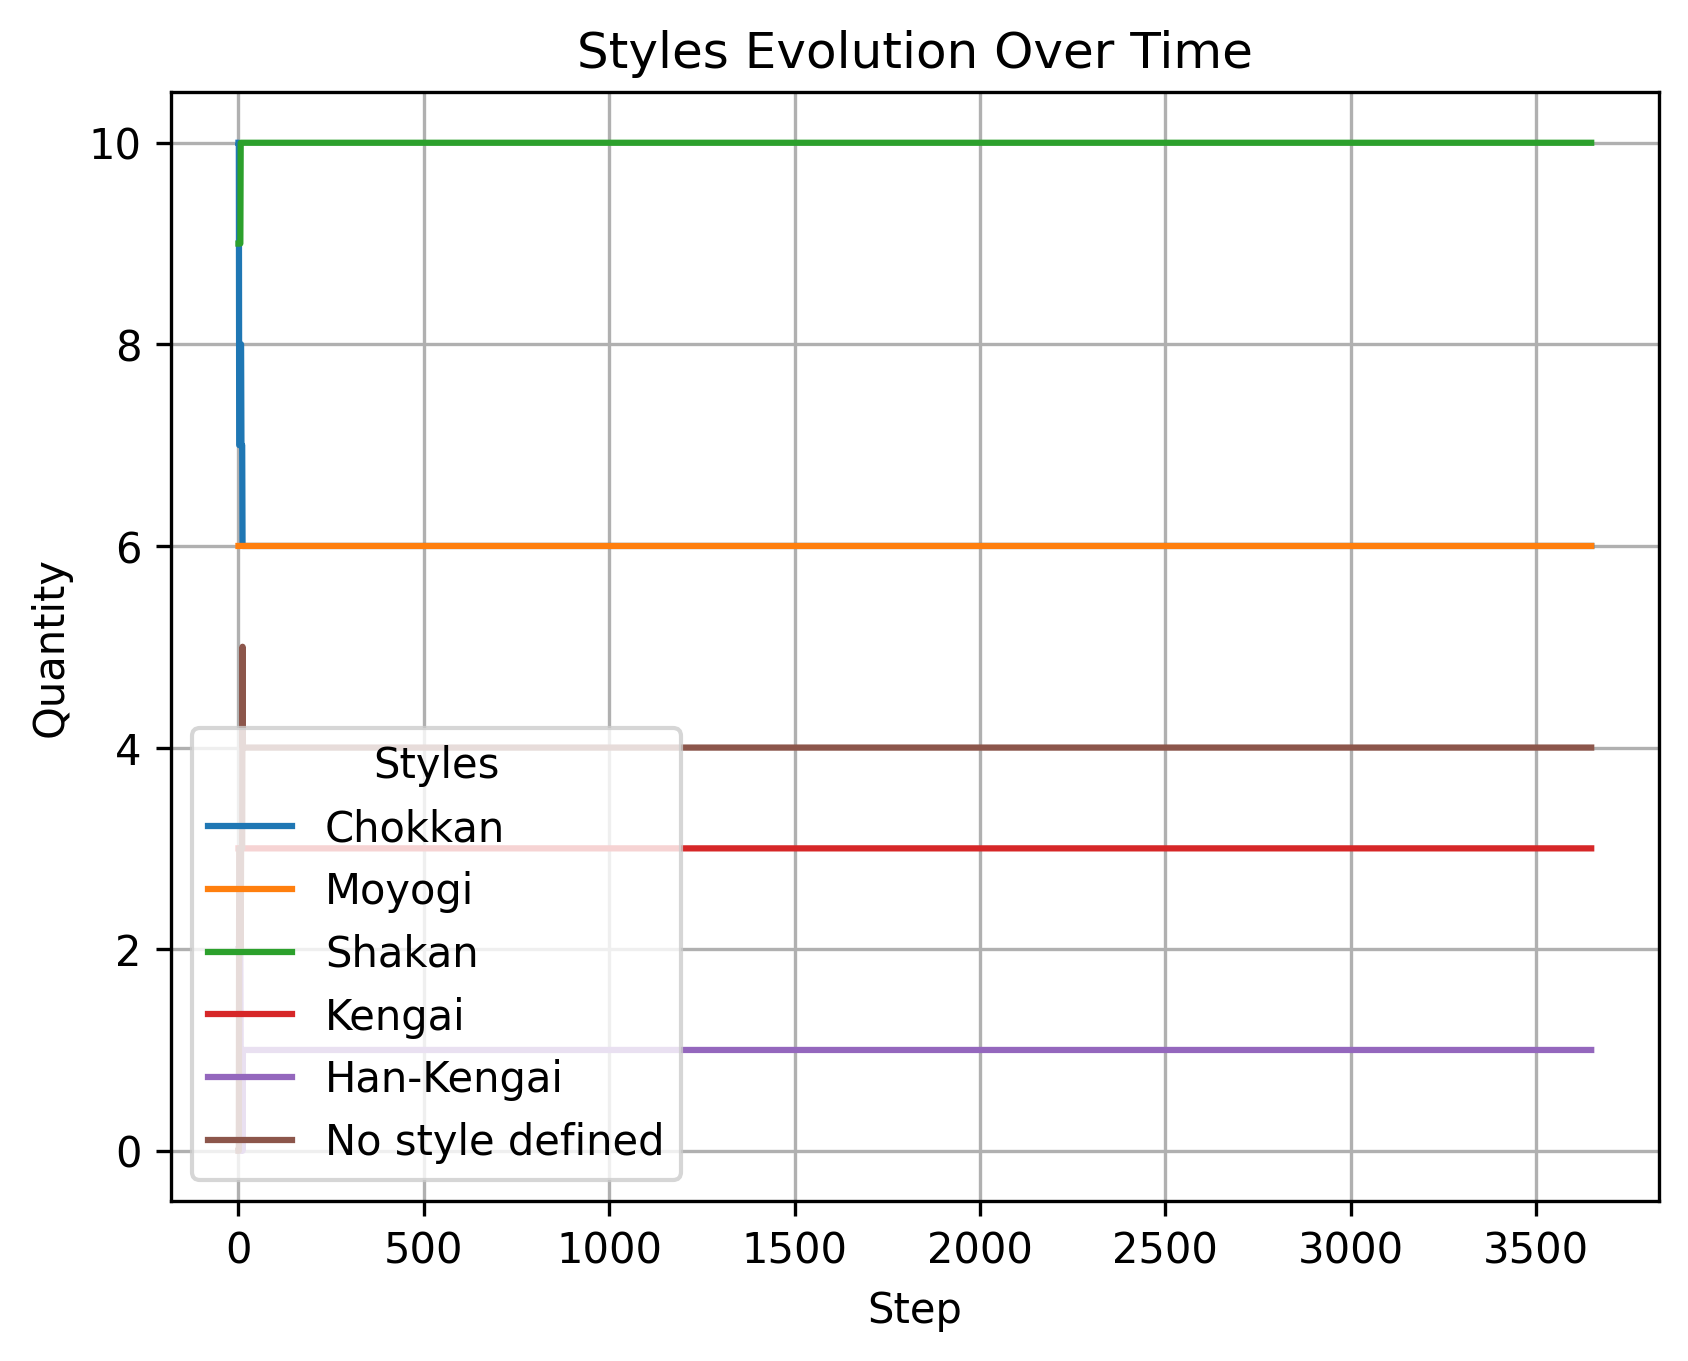 Styles Evolution Over Time
10
8
6
4
2
0
Quantity
Styles
Chokkan
Moyogi
Shakan
Kengai
Han-Kengai
No style defined
0 500 1000 1500 2000 2500 3000 3500
Step